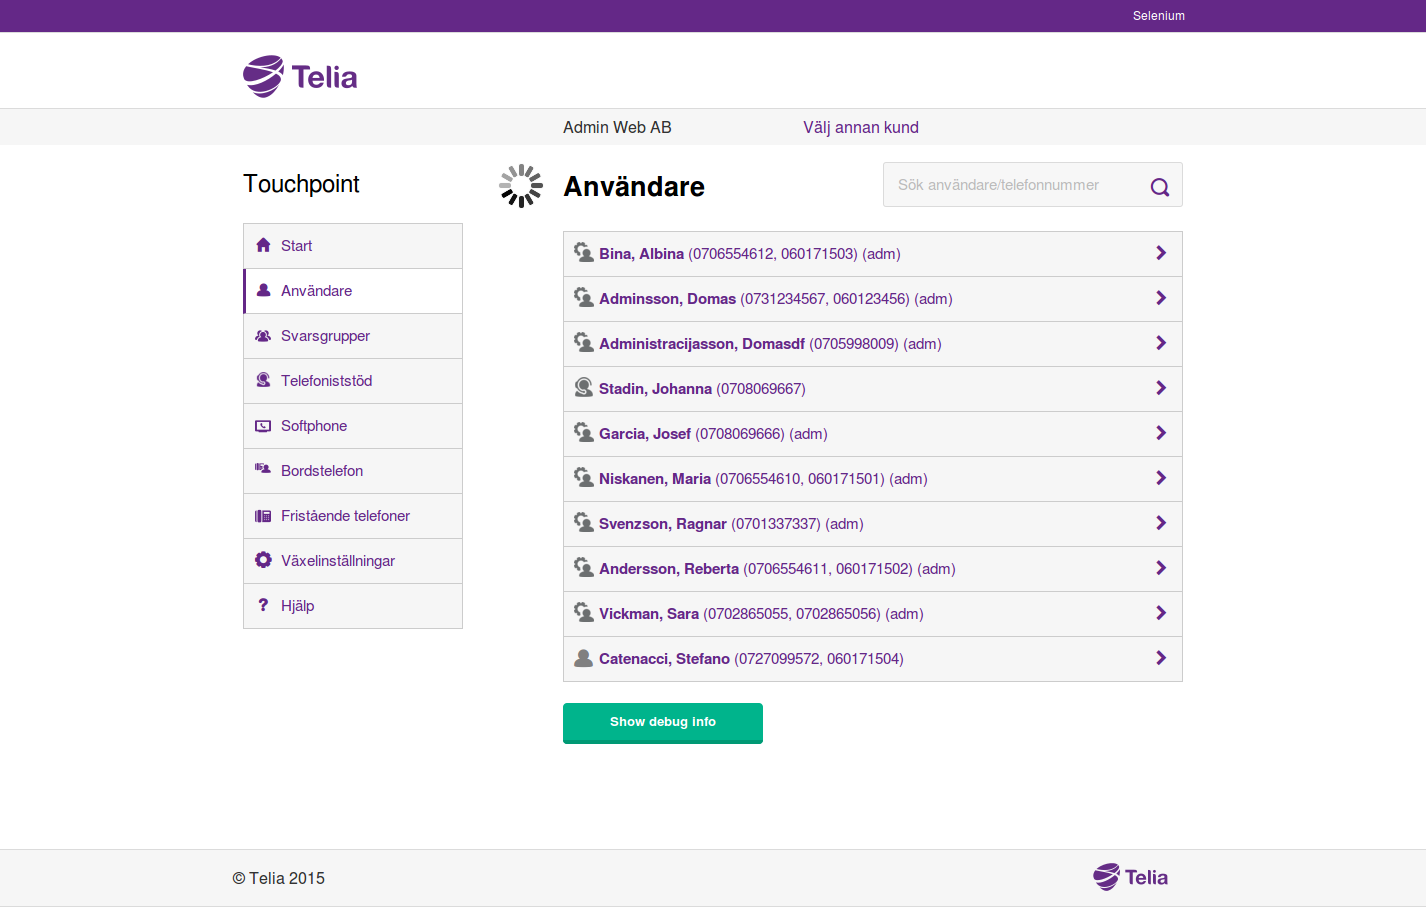 Selenium
Telia
Admin Web AB
Välj annan kund
Touchpoint
Start
Användare
Svarsgrupper
Telefoniststöd
Softphone
Bordstelefon
Fristående telefoner
Växelinställningar
? Hjälp
Användare
Sök användare/telefonnummer
Bina, Albina (0706554612, 060171503) (adm)
Adminsson, Domas (0731234567, 060123456) (adm)
Administracijasson, Domasdf (0705998009) (adm)
Stadin, Johanna (0708069667)
Garcia, Josef (0708069666) (adm)
Niskanen, Maria (0706554610, 060171501) (adm)
Svenzson, Ragnar (0701337337) (adm)
Andersson, Reberta (0706554611, 060171502) (adm)
Vickman, Sara (0702865055, 0702865056) (adm)
Catenacci, Stefano (0727099572, 060171504)
Show debug info
© Telia 2015
Telia